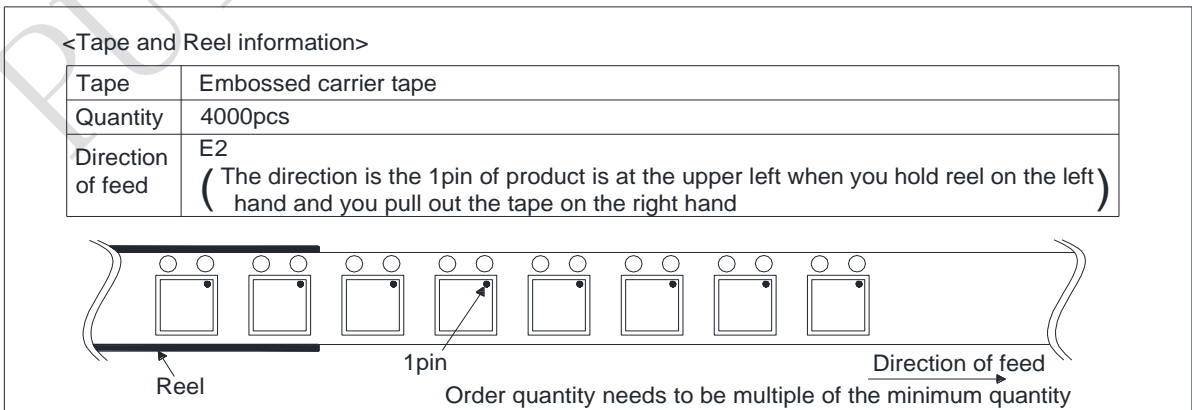 <Tape and Reel information>
Tape Embossed carrier tape
Quantity 4000pcs
Direction of feed E2
(The direction is the 1pin of product is at the upper left when you hold reel on the left
hand and you pull out the tape on the right hand)
1pin
Reel
Direction of feed
Order quantity needs to be multiple of the minimum quantity